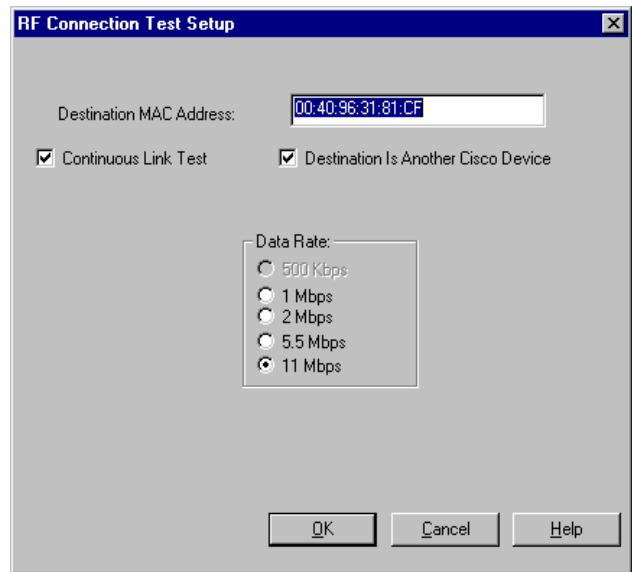 RF Connection Test Setup
Destination MAC Address:
00:40:96:31:81:CF
Continuous Link Test
Destination Is Another Cisco Device
Data Rate:
500 Kbps
1 Mbps
2 Mbps
5.5 Mbps
11 Mbps
OK
Cancel
Help